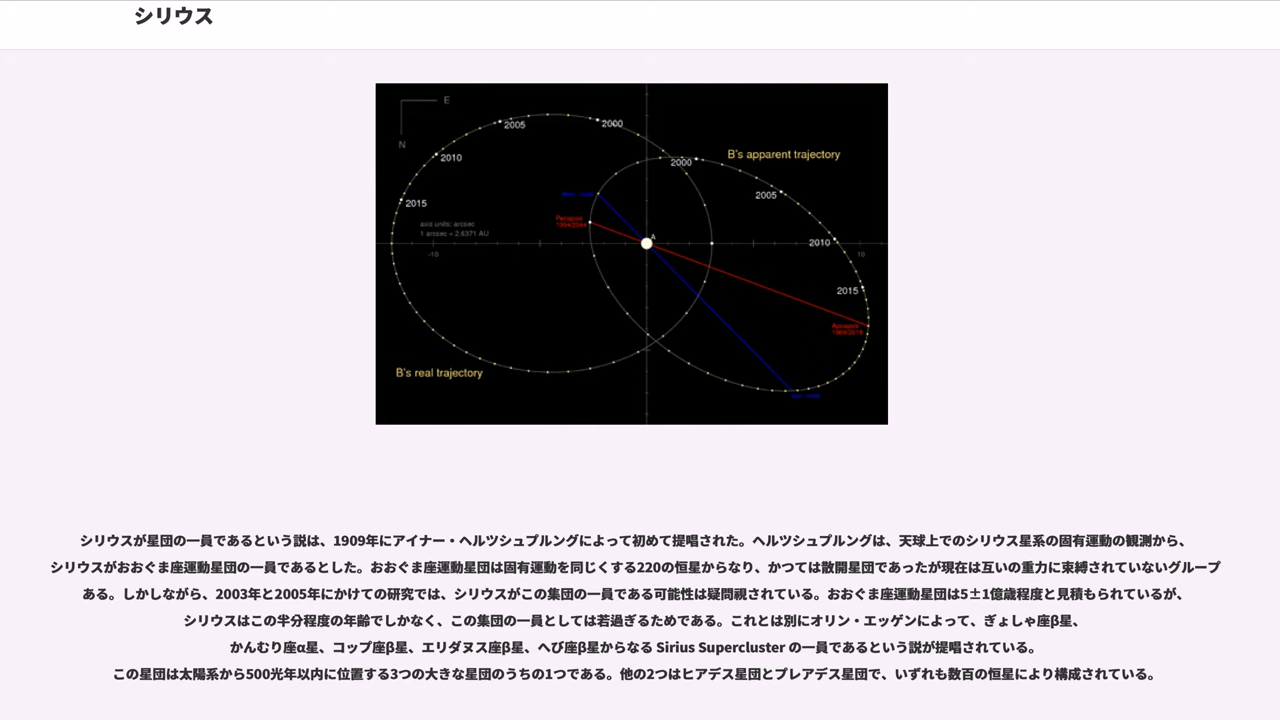 シリウス
E
N
2005
2000
2010
2015
B's apparent trajectory
2000
2005
2010
2015
Periapsis
1994/2044
A
axis units: arcsec
1 arcsec = 2.6371 AU
-10
10
Apoapsis
1969/2019
B's real trajectory
シリウスが星団の一員であるという説は、1909年にアイナー・ヘルツシュプルングによって初めて提唱された。ヘルツシュプルングは、天球上でのシリウス星系の固有運動の観測から、
シリウスがおおぐま座運動星団の一員であるとした。おおぐま座運動星団は固有運動を同じくする220の恒星からなり、かつては散開星団であったが現在は互いの重力に束縛されていないグループ
ある。しかしながら、2003年と2005年にかけての研究では、シリウスがこの集団の一員である可能性は疑問視されている。おおぐま座運動星団は5±1億歳程度と見積もられているが、
シリウスはこの半分程度の年齢でしかなく、この集団の一員としては若過ぎるためである。これとは別にオリン・エッゲンによって、ぎょしゃ座β星、
かんむり座α星、コップ座β星、エリダヌス座β星、へび座β星からなる Sirius Supercluster の一員であるという説が提唱されている。
この星団は太陽系から500光年以内に位置する3つの大きな星団のうちの1つである。他の2つはヒアデス星団とプレアデス星団で、いずれも数百の恒星により構成されている。